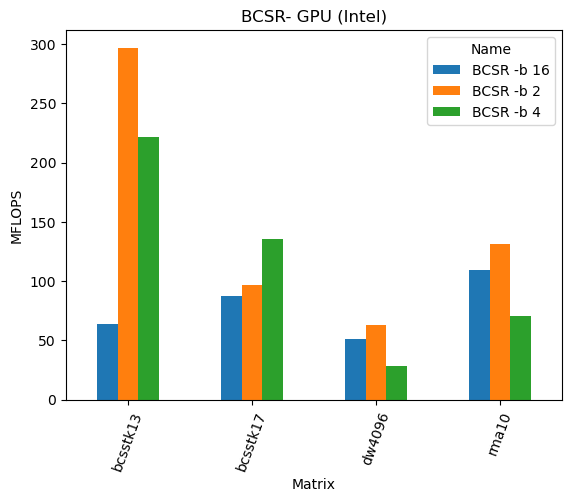 BCSR- GPU (Intel)
Name
BCSR -b 16
BCSR -b 2
BCSR -b 4
MFLOPS
300
250
200
150
100
50
0
bcsstk13
bcsstk17
dw4096
rma10
Matrix